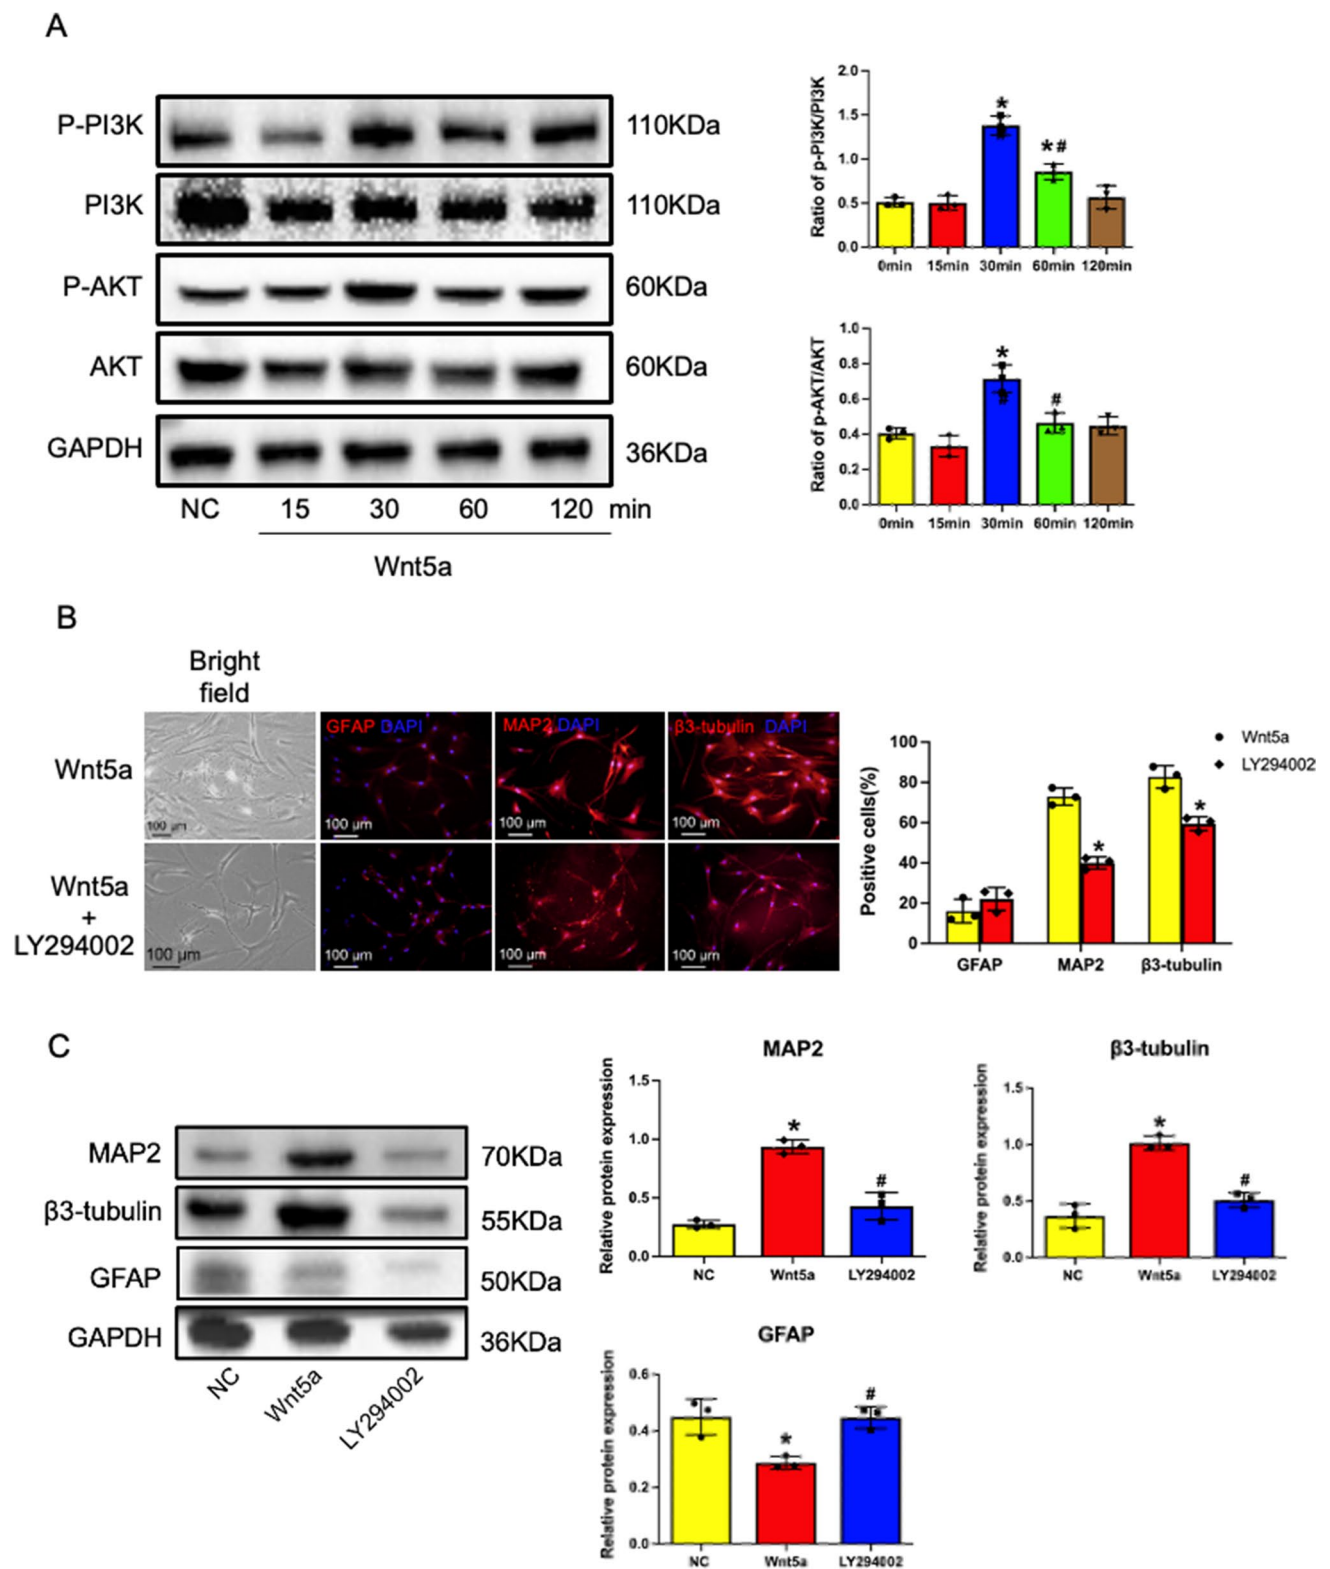 A
P-PI3K
110KDa
PI3K
110KDa
P-AKT
60KDa
AKT
60KDa
GAPDH
36KDa
NC 15 30 60 120 min
Wnt5a
Ratio of p-PI3K/PI3K
2.0
1.5
1.0
0.5
0.0
*
*#
0min 15min 30min 60min 120min
Ratio of p-AKT/AKT
1.0
0.8
0.6
0.4
0.2
0.0
*
#
#
0min 15min 30min 60min 120min
B
Bright
field
Wnt5a
GFAP DAPI
MAP2 DAPI
β3-tubulin DAPI
100 μm
100 μm
100 μm
100 μm
Wnt5a
+
LY294002
100 μm
100 μm
100 μm
100 μm
Positive cells(%)
100
80
60
40
20
0
*
*
GFAP MAP2 β3-tubulin
Wnt5a
LY294002
C
MAP2
70KDa
β3-tubulin
55KDa
GFAP
50KDa
GAPDH
36KDa
NC Wnt5a LY294002
MAP2
Relative protein expression
1.5
1.0
0.5
0.0
*
#
NC Wnt5a LY294002
β3-tubulin
Relative protein expression
1.5
1.0
0.5
0.0
*
#
NC Wnt5a LY294002
GFAP
Relative protein expression
0.6
0.4
0.2
0.0
*
#
NC Wnt5a LY294002